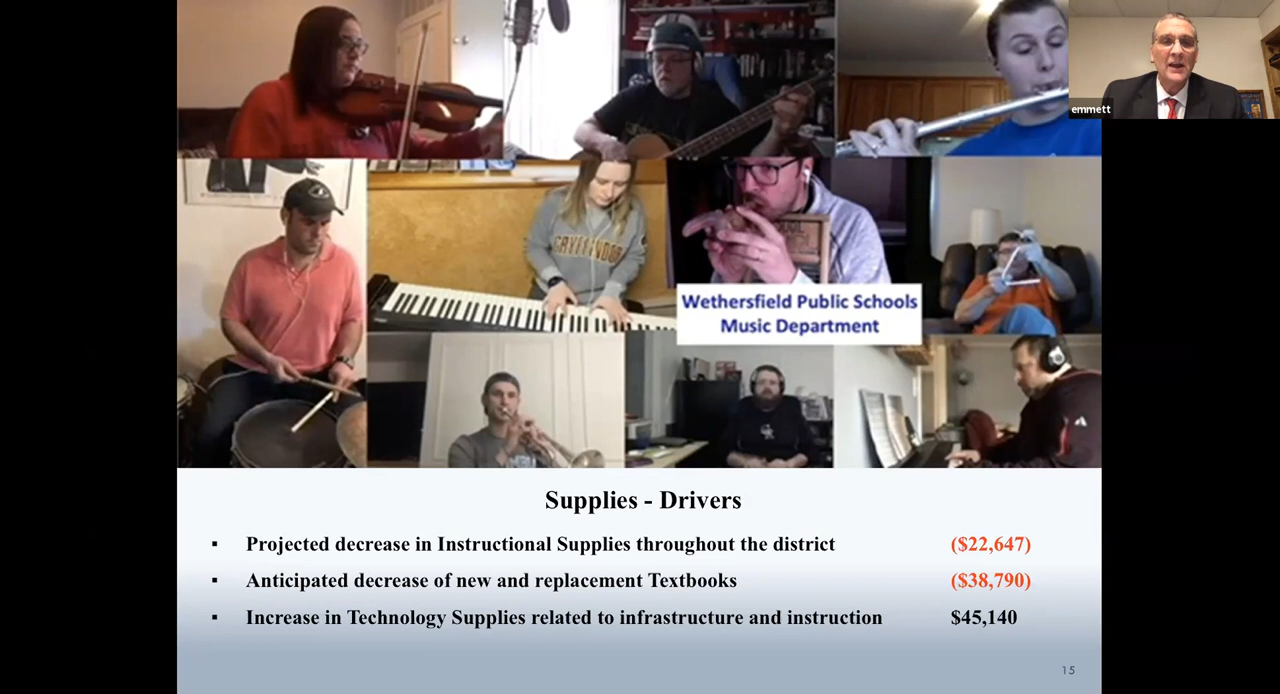 emmett
GRYFFINDOR
Wethersfield Public Schools
Music Department
Supplies - Drivers
▪ Projected decrease in Instructional Supplies throughout the district ($22,647)
▪ Anticipated decrease of new and replacement Textbooks ($38,790)
▪ Increase in Technology Supplies related to infrastructure and instruction $45,140
15